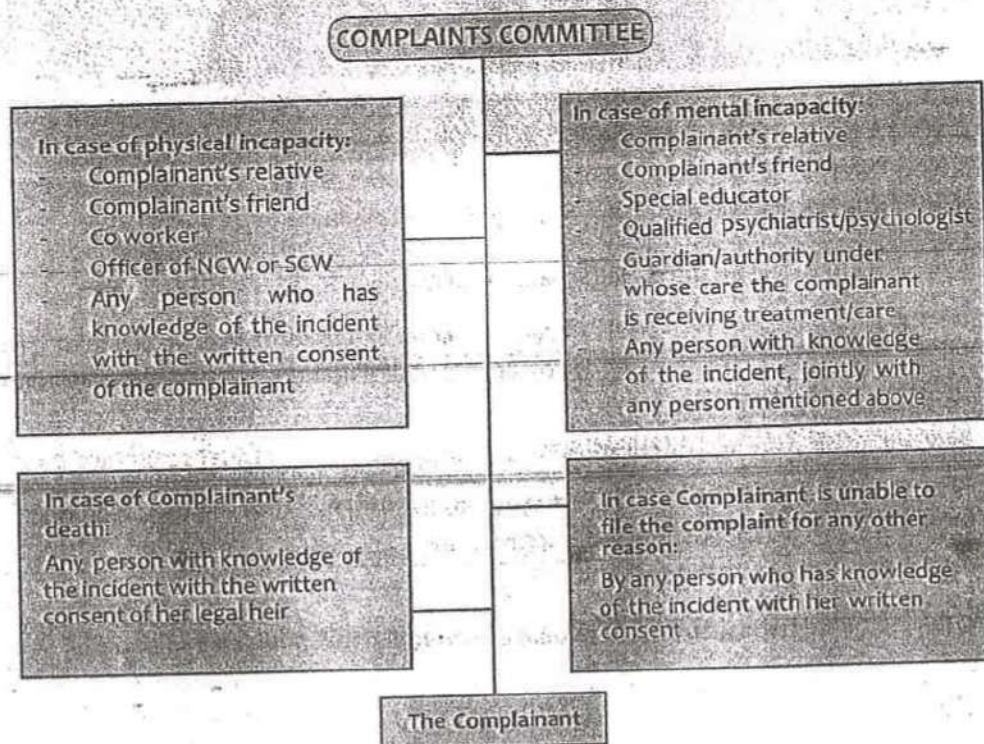 COMPLAINTS COMMITTEE
In case of physical incapacity:
- Complainant's relative
- Complainant's friend
- Co worker
- Officer of NCW or SCW
- Any person who has
knowledge of the incident
with the written consent
of the complainant
In case of mental incapacity:
- Complainant's relative
- Complainant's friend
- Special educator
- Qualified psychiatrist/psychologist
- Guardian/authority under
whose care the complainant
is receiving treatment/care
- Any person with knowledge
of the incident, jointly with
any person mentioned above
In case of Complainant's
death:
Any person with knowledge of
the incident with the written
consent of her legal heir
In case Complainant is unable to
file the complaint for any other
reason:
By any person who has knowledge
of the incident with her written
consent
The Complainant